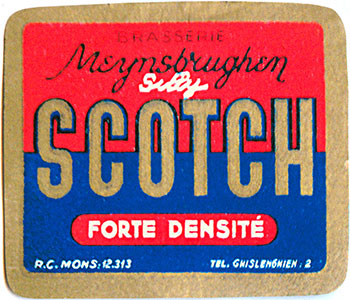 BRASSERIE
Meynsbrughen
Silly
SCOTCH
FORTE DENSITÉ
R.C. MONS: 12.313 TEL. GHISLENGHIEN: 2